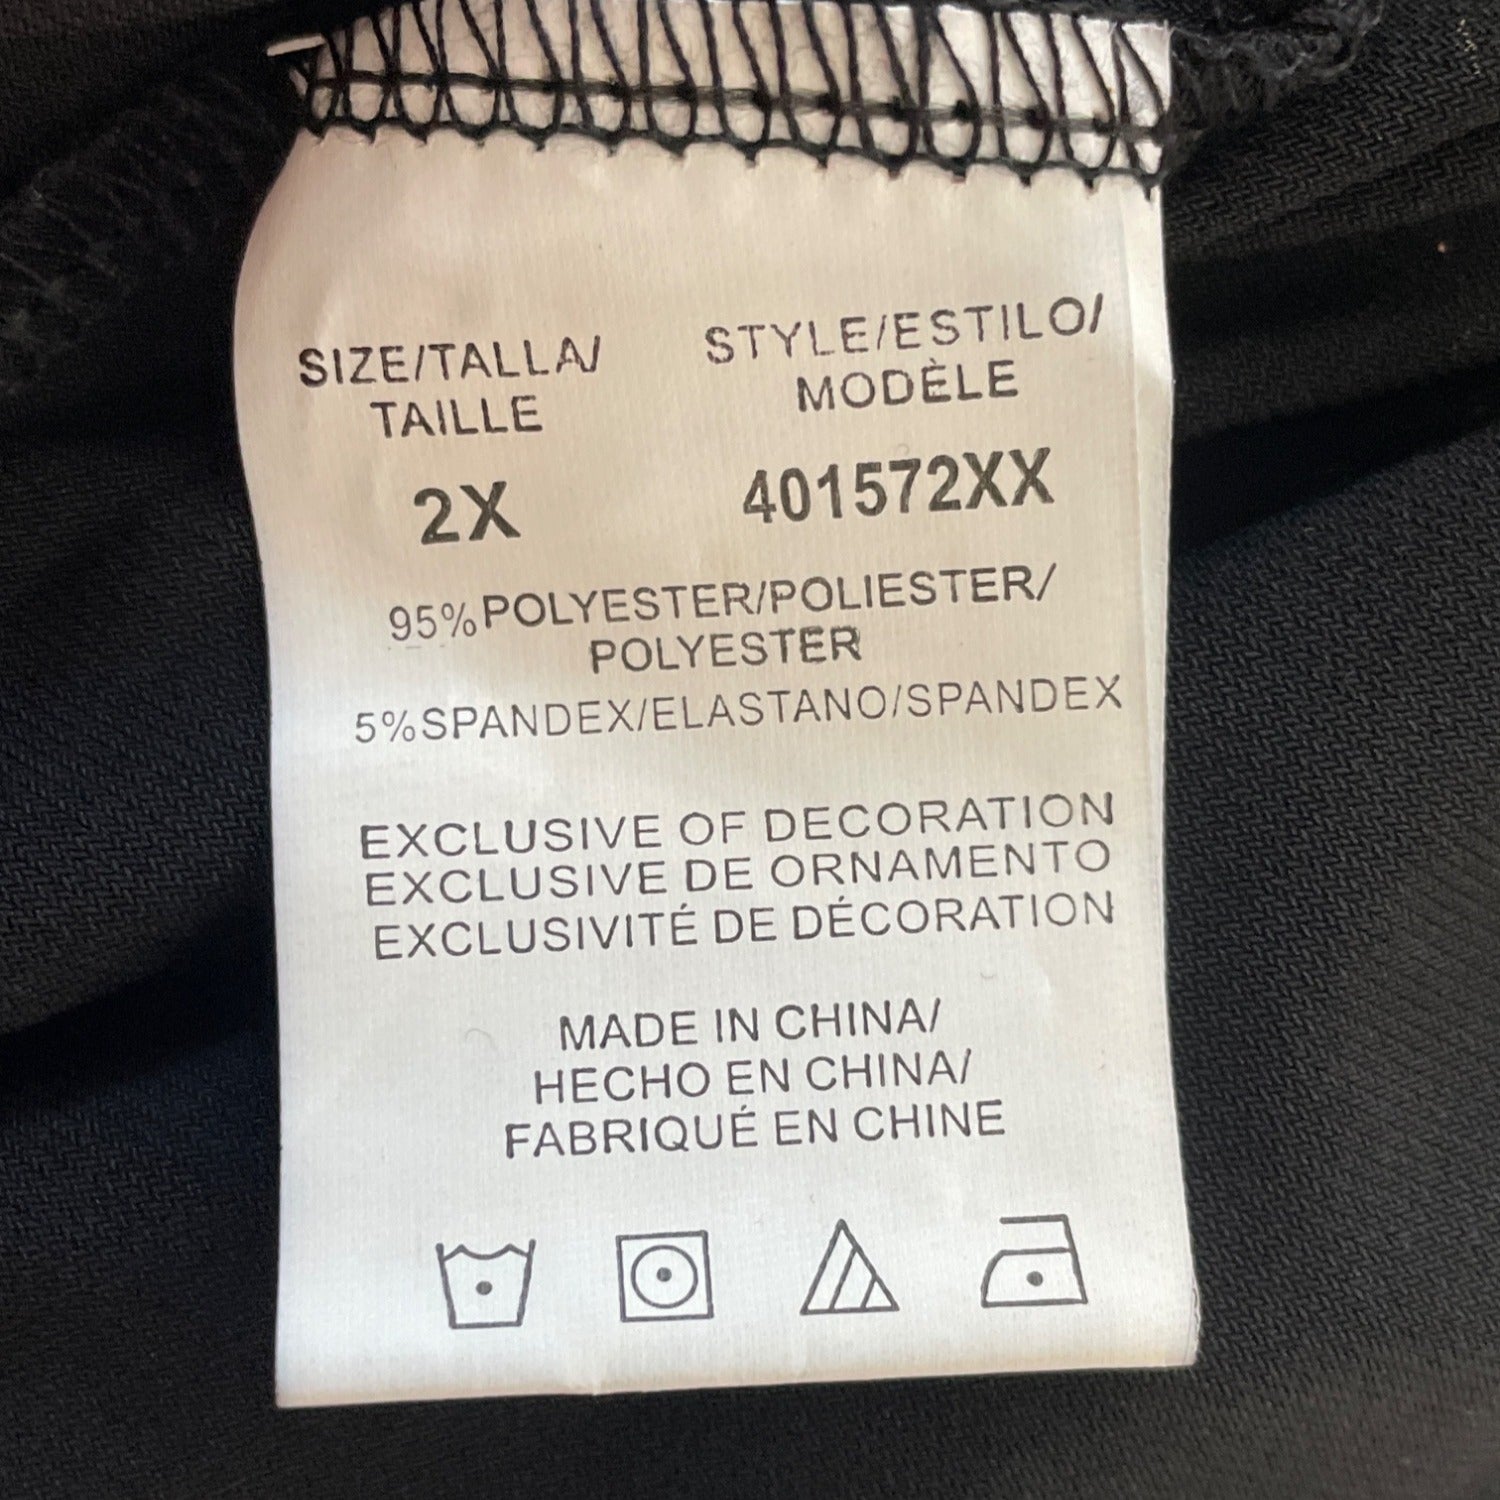 SIZE/TALLA/
TAILLE
2X
STYLE/ESTILO/
MODÈLE
401572XX
95%POLYESTER/POLIESTER/
POLYESTER
5%SPANDEX/ELASTANO/SPANDEX
EXCLUSIVE OF DECORATION
EXCLUSIVE DE ORNAMENTO
EXCLUSIVITÉ DE DÉCORATION
MADE IN CHINA/
HECHO EN CHINA/
FABRIQUÉ EN CHINE